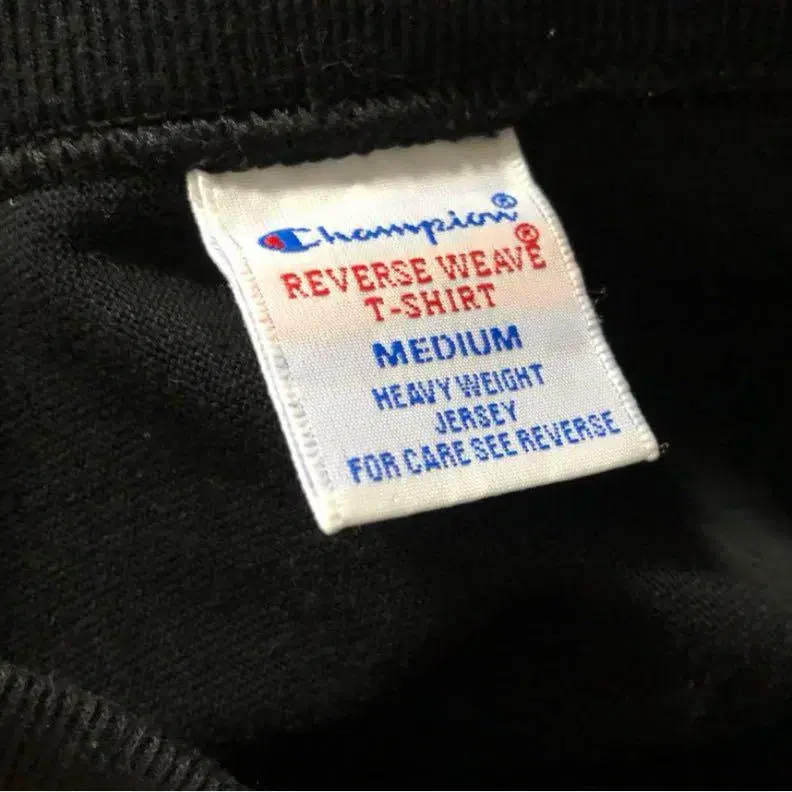 Champion®
REVERSE WEAVE®
T-SHIRT
MEDIUM
HEAVY WEIGHT
JERSEY
FOR CARE SEE REVERSE